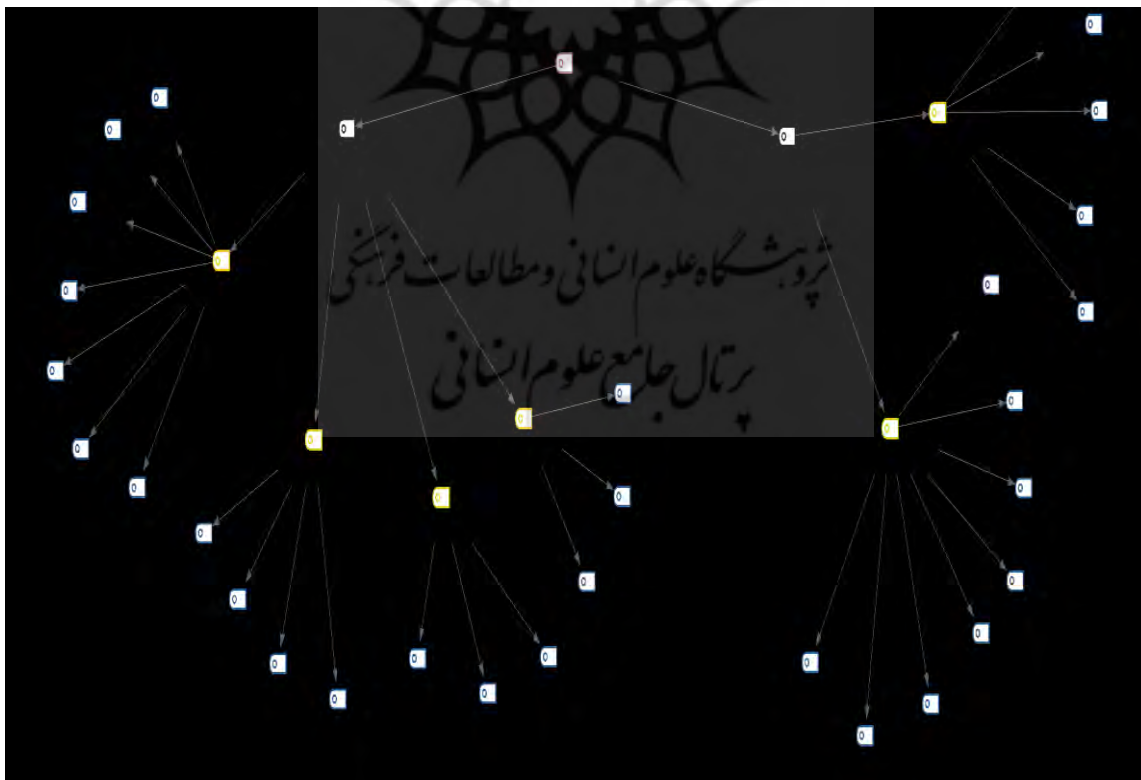 پژوهشگاه علوم انسانی و مطالعات فرهنگی
پرتال جامع علوم انسانی